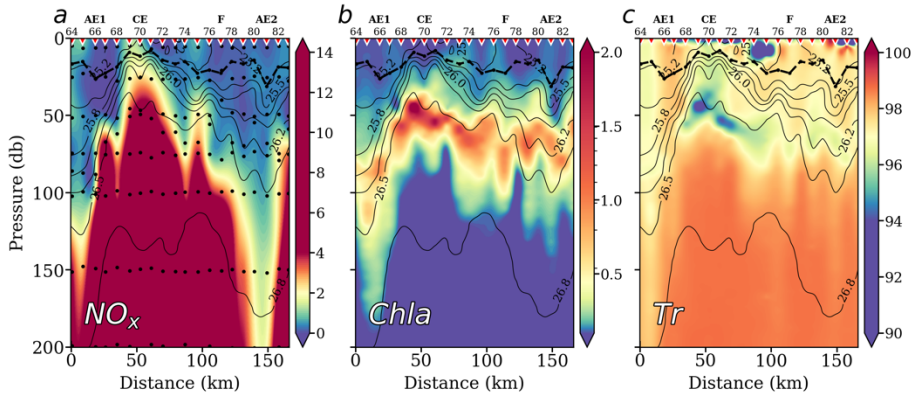 a b c
AE1 CE F AE2 AE1 CE F AE2 AE1 CE F AE2
64 66 68 70 72 74 76 78 80 82 64 66 68 70 72 74 76 78 80 82 64 66 68 70 72 74 76 78 80 82
0 50 100 150 200
Pressure (db)
25.2 25.5 25.8 26.0 26.2 26.5 26.8
NOx
0 50 100 150
Distance (km)
14 12 10 8 6 4 3 2 1 0
25.2 25.5 25.8 26.0 26.2 26.5 26.8
Chla
0 50 100 150
Distance (km)
2.0 1.5 1.0 0.5
25.2 25.5 25.8 26.0 26.2 26.5 26.8
Tr
0 50 100 150
Distance (km)
100 98 96 94 92 90